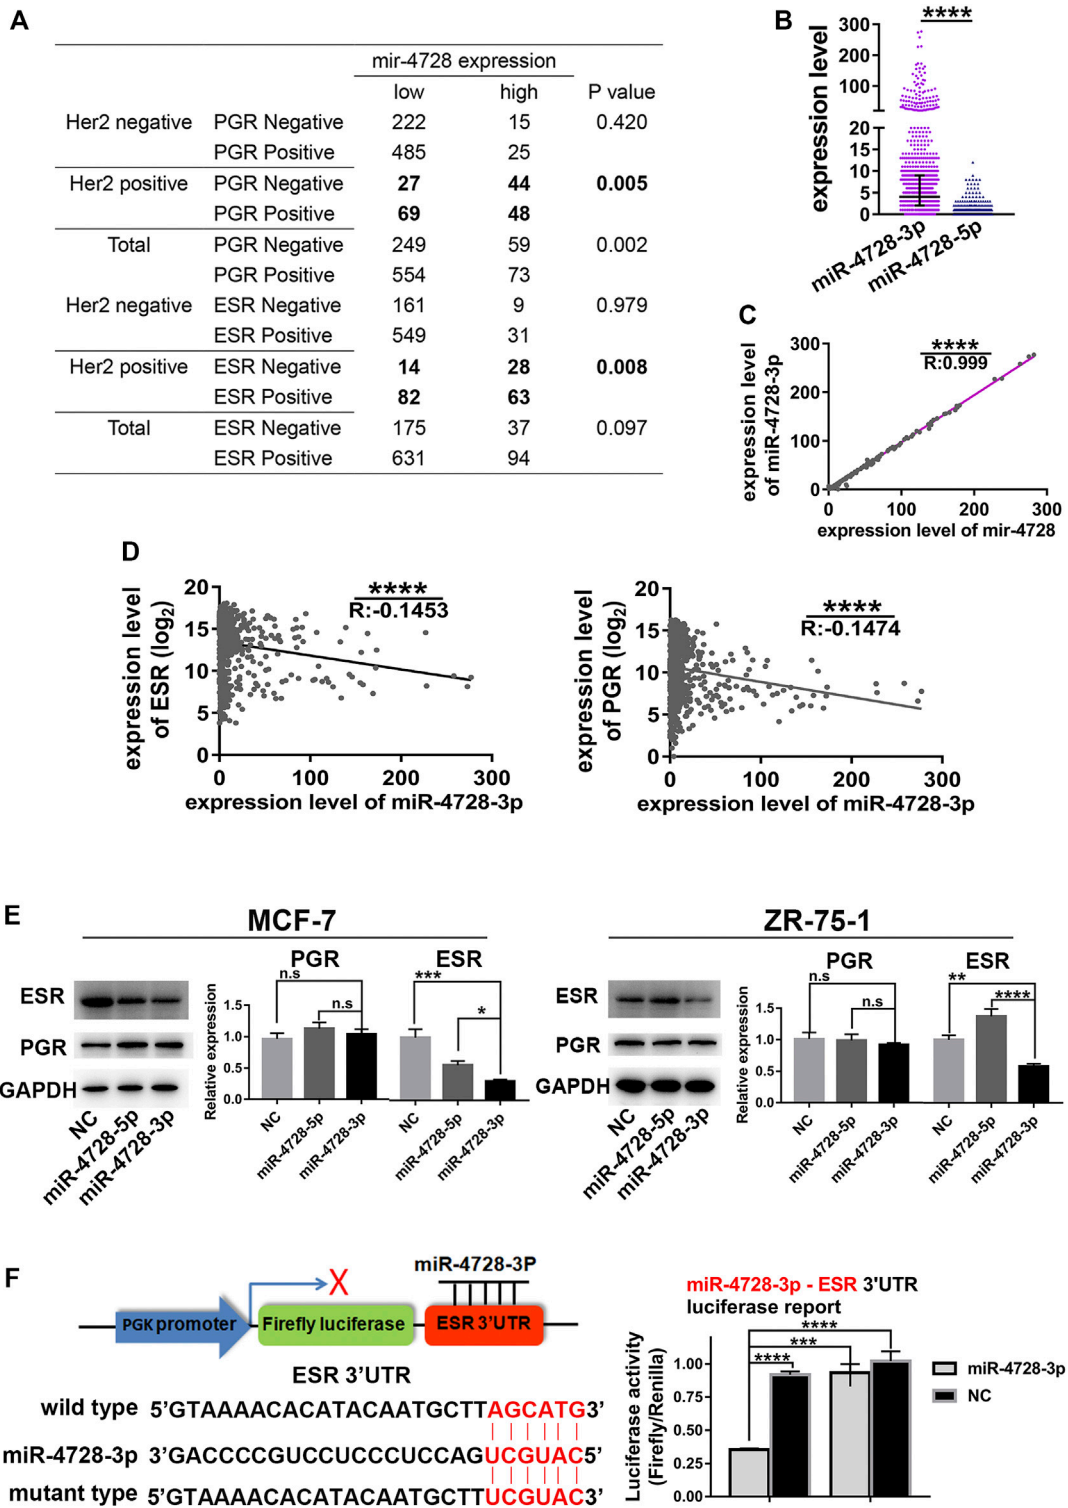 A
mir-4728 expression
low high P value
Her2 negative PGR Negative 222 15 0.420
PGR Positive 485 25
Her2 positive PGR Negative 27 44 0.005
PGR Positive 69 48
Total PGR Negative 249 59 0.002
PGR Positive 554 73
Her2 negative ESR Negative 161 9 0.979
ESR Positive 549 31
Her2 positive ESR Negative 14 28 0.008
ESR Positive 82 63
Total ESR Negative 175 37 0.097
ESR Positive 631 94
B
****
expression level
300
200
100
20
15
10
5
0
miR-4728-3p
miR-4728-5p
C
****
R:0.999
expression level
of miR-4728-3p
300
200
100
0
0 100 200 300
expression level of mir-4728
D
****
R:-0.1453
expression level
of ESR (log2)
20
15
10
5
0
0 100 200 300
expression level of miR-4728-3p
****
R:-0.1474
expression level
of PGR (log2)
20
15
10
5
0
0 100 200 300
expression level of miR-4728-3p
E
MCF-7
ESR
PGR
GAPDH
NC
miR-4728-5p
miR-4728-3p
PGR
n.s
n.s
Relative expression
1.5
1.0
0.5
0.0
NC
miR-4728-5p
miR-4728-3p
ESR
***
*
NC
miR-4728-5p
miR-4728-3p
ZR-75-1
ESR
PGR
GAPDH
NC
miR-4728-5p
miR-4728-3p
PGR
n.s
n.s
Relative expression
1.5
1.0
0.5
0.0
NC
miR-4728-5p
miR-4728-3p
ESR
**
****
NC
miR-4728-5p
miR-4728-3p
F
miR-4728-3P
X
PGK promoter Firefly luciferase ESR 3'UTR
ESR 3'UTR
wild type 5'GTAAAACACATACAATGCTTAGCATG3'
miR-4728-3p 3'GACCCCGUCCUCCCUCCAGUCGUAC5'
mutant type 5'GTAAAACACATACAATGCTTUCGUAC3'
miR-4728-3p - ESR 3'UTR
luciferase report
****
***
****
Luciferase activity
(Firefly/Renilla)
1.00
0.75
0.50
0.25
0.00
miR-4728-3p
NC